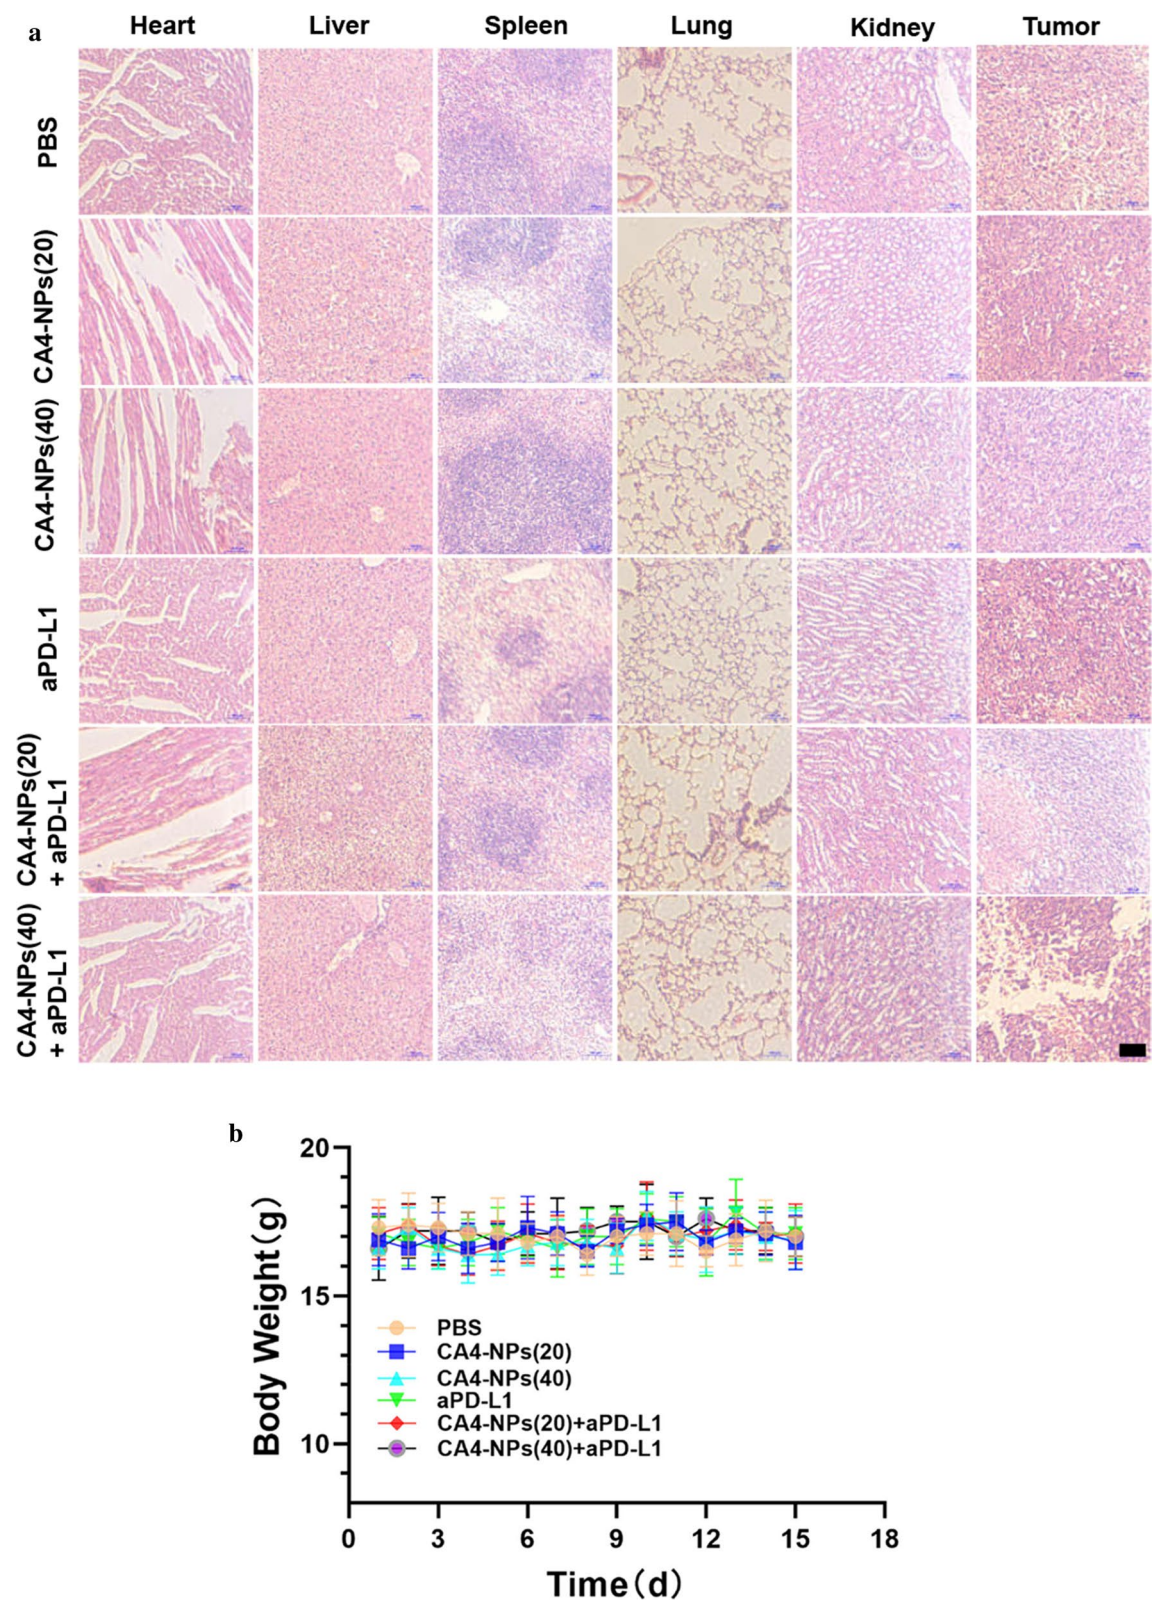 a
Heart Liver Spleen Lung Kidney Tumor
PBS
CA4-NPs(20)
CA4-NPs(40)
aPD-L1
CA4-NPs(20)
+ aPD-L1
CA4-NPs(40)
+ aPD-L1
b
Body Weight(g)
20
15
10
PBS
CA4-NPs(20)
CA4-NPs(40)
aPD-L1
CA4-NPs(20)+aPD-L1
CA4-NPs(40)+aPD-L1
0 3 6 9 12 15 18
Time(d)